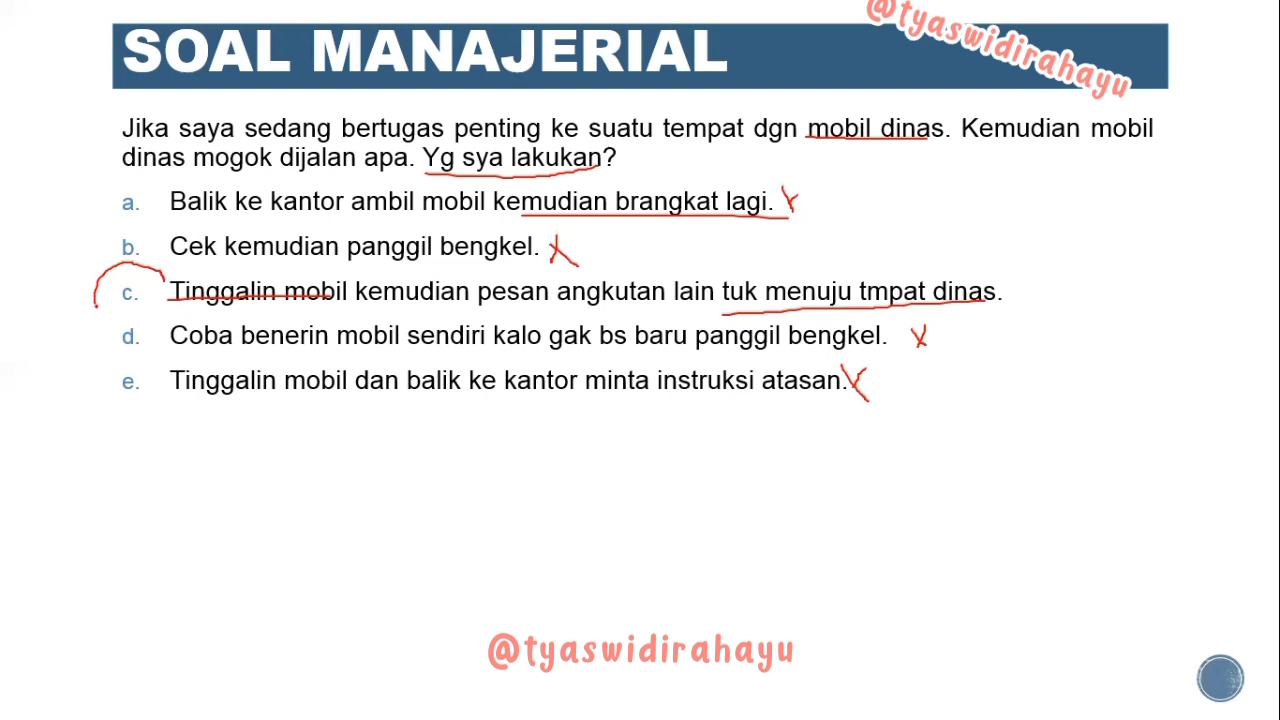 SOAL MANAJERIAL
@tyaswidirahayu
Jika saya sedang bertugas penting ke suatu tempat dgn mobil dinas. Kemudian mobil
dinas mogok dijalan apa. Yg sya lakukan?
a. Balik ke kantor ambil mobil kemudian brangkat lagi.
b. Cek kemudian panggil bengkel.
c. Tinggalin mobil kemudian pesan angkutan lain tuk menuju tmpat dinas.
d. Coba benerin mobil sendiri kalo gak bs baru panggil bengkel.
e. Tinggalin mobil dan balik ke kantor minta instruksi atasan.
@tyaswidirahayu